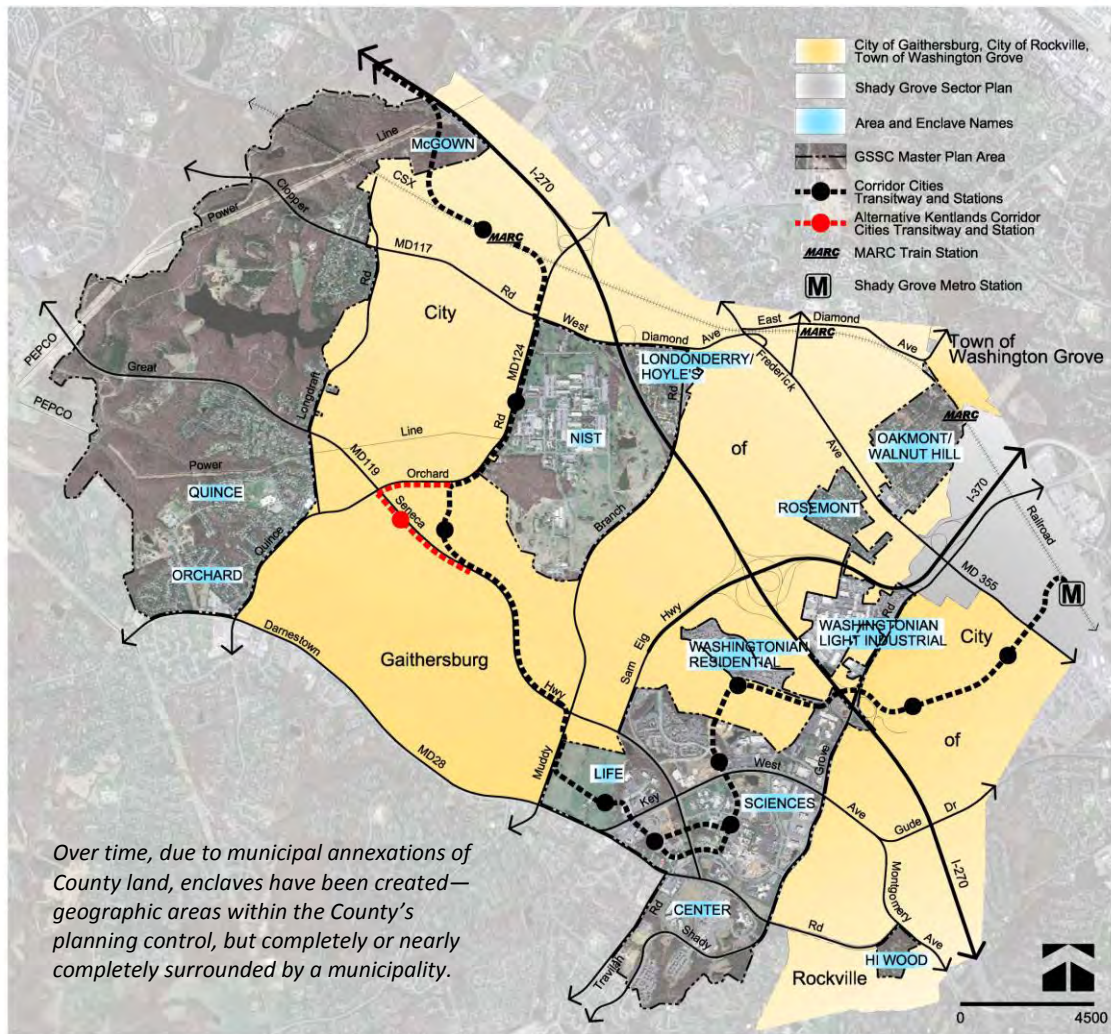 City of Gaithersburg, City of Rockville,
Town of Washington Grove
Shady Grove Sector Plan
Area and Enclave Names
GSSC Master Plan Area
Corridor Cities
Transitway and Stations
Alternative Kentlands Corridor
Cities Transitway and Station
MARC
MARC Train Station
M
Shady Grove Metro Station
McGOWN
Line
CSX
I-270
Clopper
Power
MARC
MD117
Rd
Rd
City
West
Diamond
Ave
East
Diamond
MARC
Ave
Town of
Washington Grove
PEPCO
Great
PEPCO
Longdraft
MD124
Rd
LONDONDERRY/
HOYLE'S
Rd
Frederick
MARC
NIST
of
Ave
OAKMONT/
WALNUT HILL
Line
MD119
Power
Orchard
I-370
QUINCE
Seneca
ROSEMONT
Railroad
Quince
Branch
ORCHARD
MD 355
M
Hwy
Rd
Darnestown
Eig
WASHINGTONIAN
LIGHT INDUSTRIAL
City
Gaithersburg
Sam
WASHINGTONIAN
RESIDENTIAL
Hwy
MD28
Muddy
of
LIFE
West
Grove
Key
SCIENCES
Ave
Gude
Dr
I-270
Montgomery
Over time, due to municipal annexations of
County land, enclaves have been created—
geographic areas within the County's
planning control, but completely or nearly
completely surrounded by a municipality.
CENTER
Rd
Shady
Rd
Ave
HI WOOD
Travilah
Rockville
0
4500